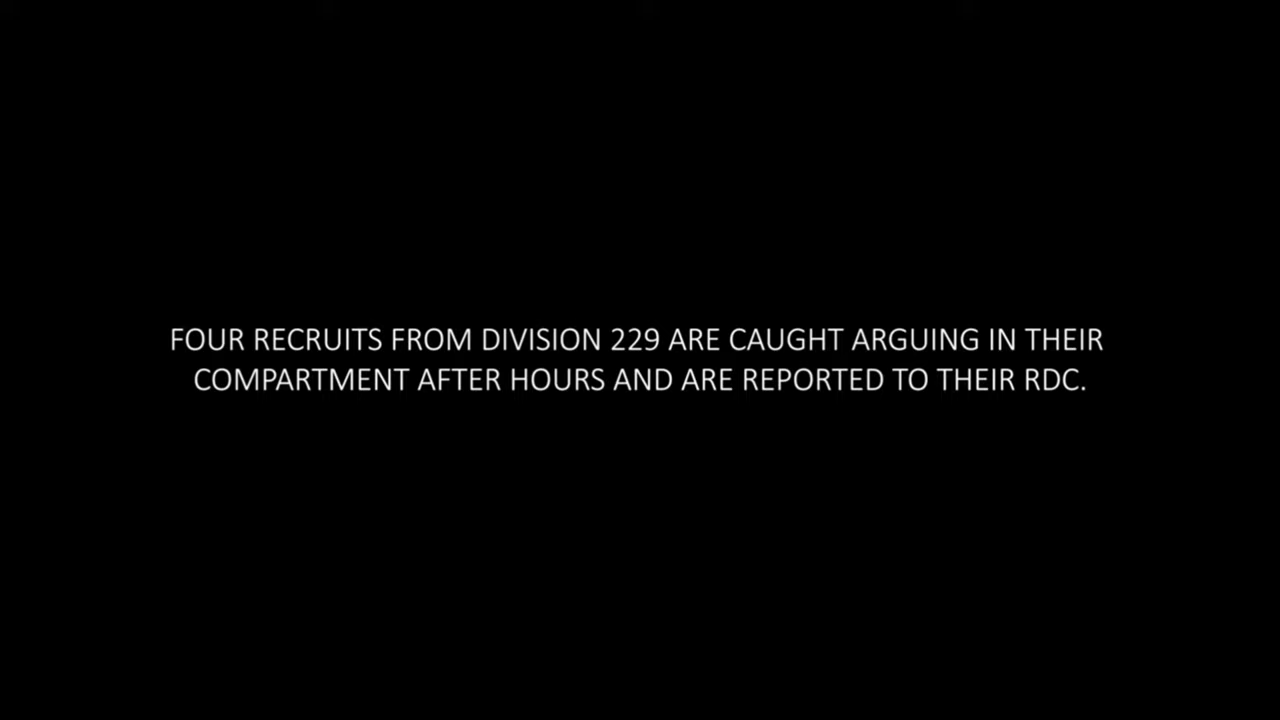 FOUR RECRUITS FROM DIVISION 229 ARE CAUGHT ARGUING IN THEIR
COMPARTMENT AFTER HOURS AND ARE REPORTED TO THEIR RDC.